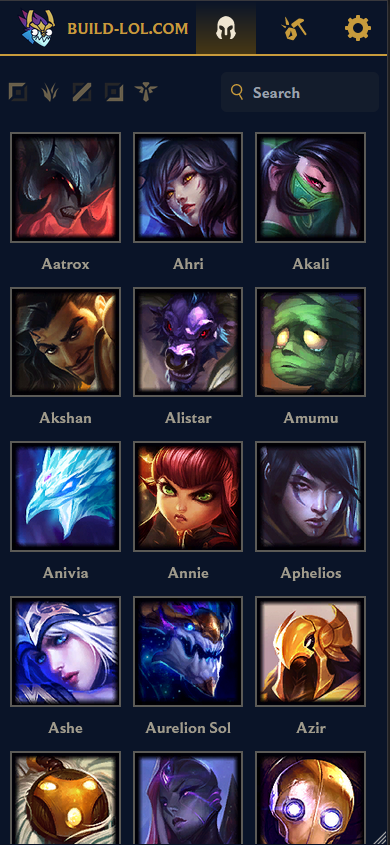 BUILD-LOL.COM
Search
Aatrox Ahri Akali
Akshan Alistar Amumu
Anivia Annie Aphelios
Ashe Aurelion Sol Azir